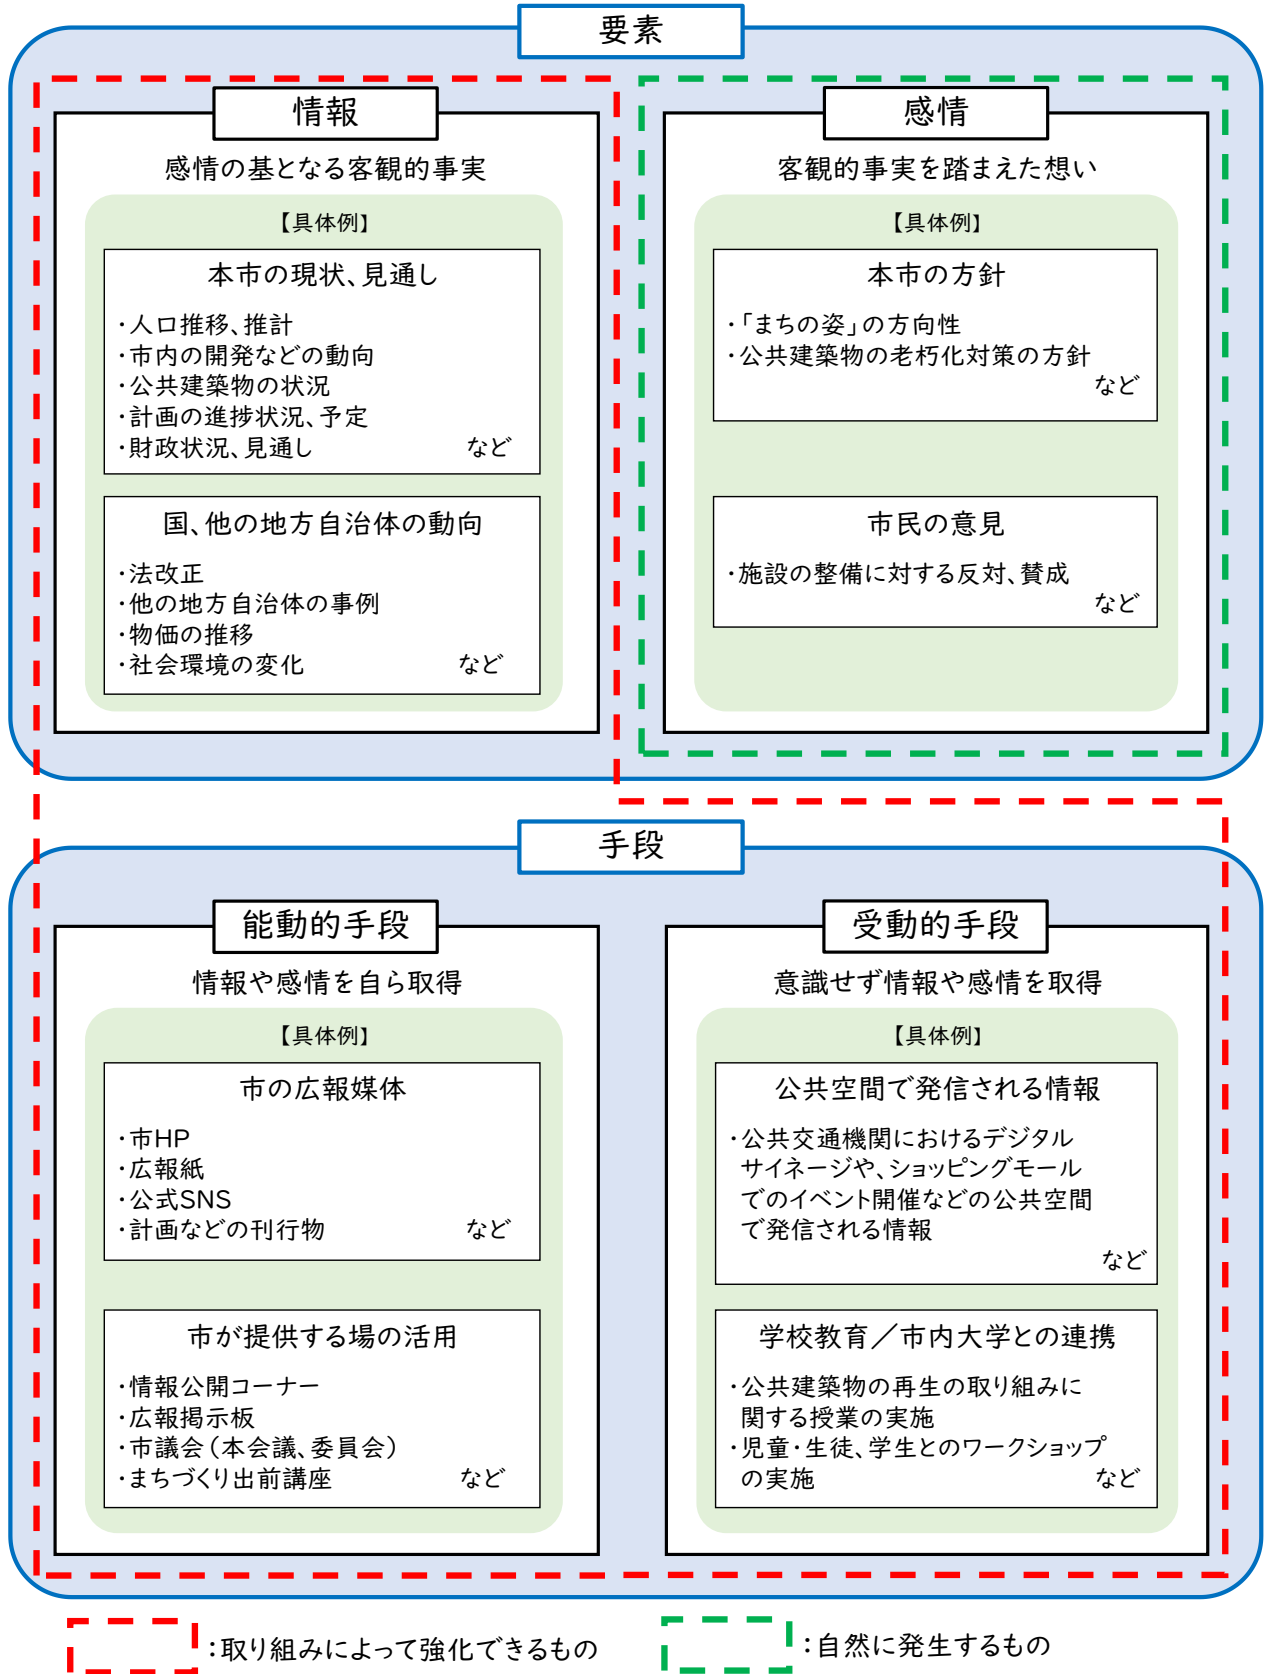 要素
情報
感情の基となる客観的事実
【具体例】
本市の現状、見通し
・人口推移、推計
・市内の開発などの動向
・公共建築物の状況
・計画の進捗状況、予定
・財政状況、見通し など
国、他の地方自治体の動向
・法改正
・他の地方自治体の事例
・物価の推移
・社会環境の変化 など
感情
客観的事実を踏まえた想い
【具体例】
本市の方針
・「まちの姿」の方向性
・公共建築物の老朽化対策の方針
など
市民の意見
・施設の整備に対する反対、賛成
など
手段
能動的手段
情報や感情を自ら取得
【具体例】
市の広報媒体
・市HP
・広報紙
・公式SNS
・計画などの刊行物 など
市が提供する場の活用
・情報公開コーナー
・広報掲示板
・市議会（本会議、委員会）
・まちづくり出前講座 など
受動的手段
意識せず情報や感情を取得
【具体例】
公共空間で発信される情報
・公共交通機関におけるデジタル
サイネージや、ショッピングモール
でのイベント開催などの公共空間
で発信される情報
など
学校教育／市内大学との連携
・公共建築物の再生の取り組みに
関する授業の実施
・児童・生徒、学生とのワークショップ
の実施 など
：取り組みによって強化できるもの
：自然に発生するもの